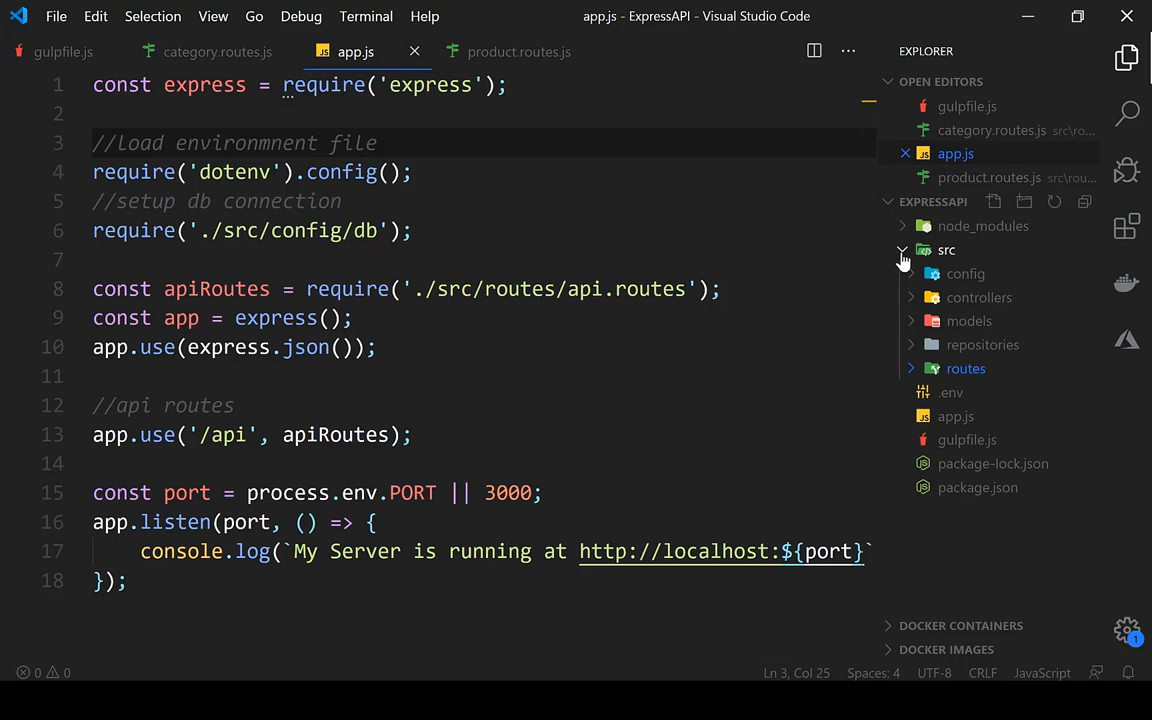 File Edit Selection View Go Debug Terminal Help app.js - ExpressAPI - Visual Studio Code
gulpfile.js category.routes.js app.js product.routes.js
1 const express = require('express');
2
3 //load environmnent file
4 require('dotenv').config();
5 //setup db connection
6 require('./src/config/db');
7
8 const apiRoutes = require('./src/routes/api.routes');
9 const app = express();
10 app.use(express.json());
11
12 //api routes
13 app.use('/api', apiRoutes);
14
15 const port = process.env.PORT || 3000;
16 app.listen(port, () => {
17 console.log(`My Server is running at http://localhost:${port}`
18 });
EXPLORER
OPEN EDITORS
gulpfile.js
category.routes.js src\ro...
JS app.js
product.routes.js src\rou...
EXPRESSAPI
node_modules
src
config
controllers
models
repositories
routes
.env
JS app.js
gulpfile.js
package-lock.json
package.json
DOCKER CONTAINERS
DOCKER IMAGES
1
0 0 Ln 3, Col 25 Spaces: 4 UTF-8 CRLF JavaScript